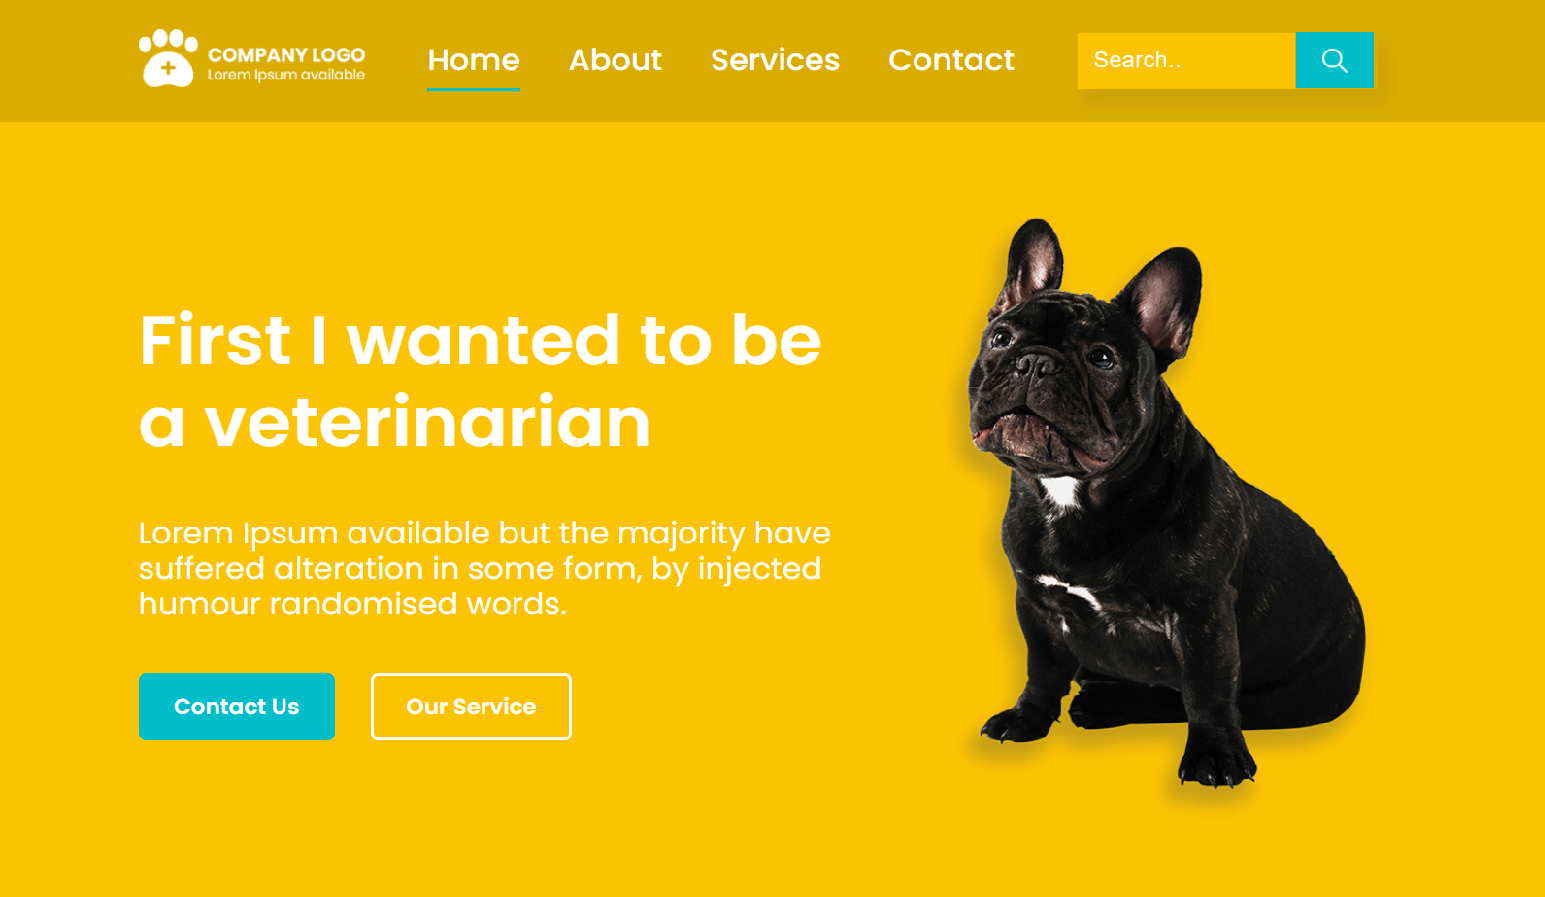 COMPANY LOGO
Lorem Ipsum available
Home
About
Services
Contact
Search..
First I wanted to be
a veterinarian
Lorem Ipsum available but the majority have
suffered alteration in some form, by injected
humour randomised words.
Contact Us
Our Service